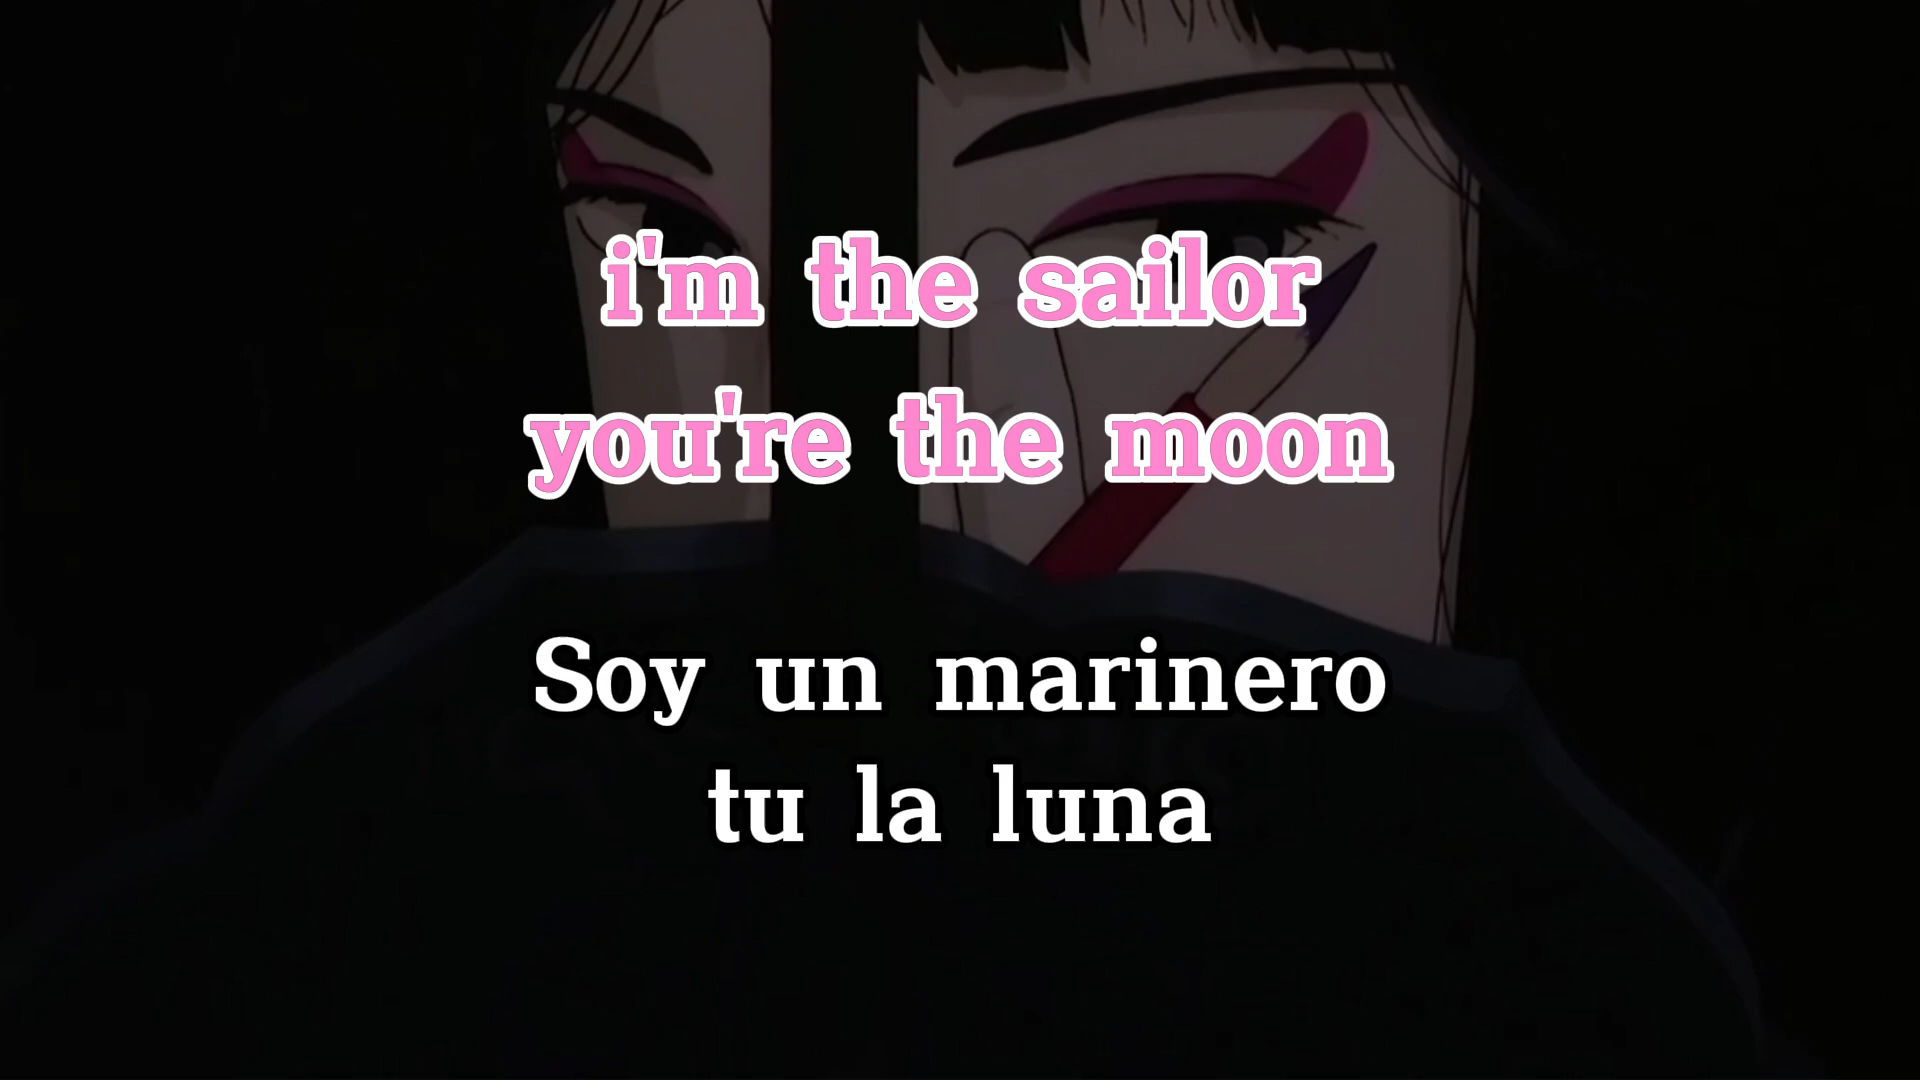 i'm the sailor
you're the moon
Soy un marinero
tu la luna